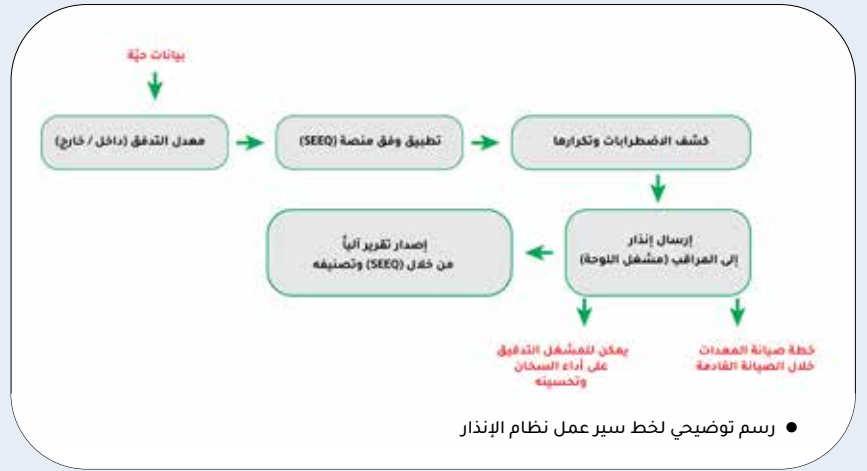 بيانات حيّة
معدل التدفق (داخل / خارج)
تطبيق وفق منصة (SEEQ)
كشف الاضطرابات وتكرارها
إرسال إنذار
إلى المراقب (مشغل اللوحة)
إصدار تقرير آلياً
من خلال (SEEQ) وتصنيفه
خطة صيانة المعدات
خلال الصيانة القادمة
يمكن للمشغل التدقيق
على أداء السخان
وتحسينه
● رسم توضيحي لخط سير عمل نظام الإنذار